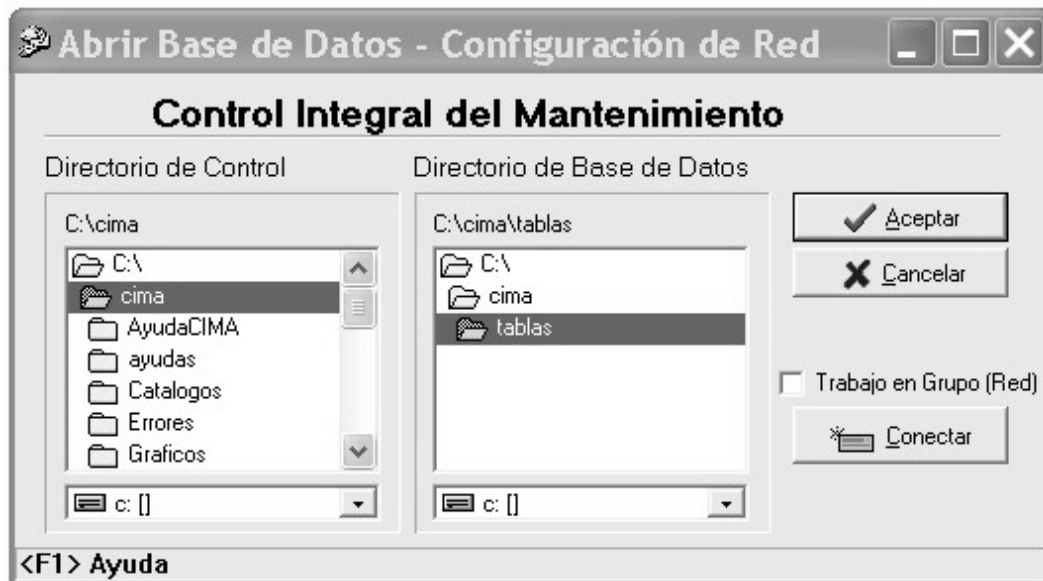 Abrir Base de Datos - Configuración de Red
Control Integral del Mantenimiento
Directorio de Control
C:\cima
C:\
cima
AyudaCIMA
ayudas
Catalogos
Errores
Graficos
c: []
Directorio de Base de Datos
C:\cima\tablas
C:\
cima
tablas
c: []
Aceptar
Cancelar
Trabajo en Grupo (Red)
Conectar
<F1> Ayuda